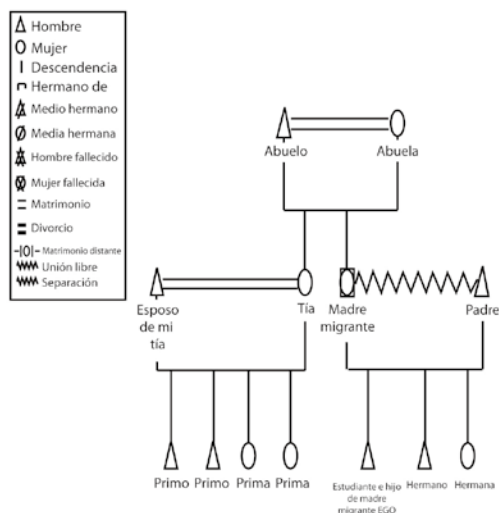 Hombre
Mujer
Descendencia
Hermano de
Medio hermano
Media hermana
Hombre fallecido
Mujer fallecida
Matrimonio
Divorcio
Matrimonio distante
Unión libre
Separación
Abuelo
Abuela
Esposo
de mi
tía
Tía
Madre
migrante
Padre
Primo
Primo
Prima
Prima
Estudiante e hijo
de madre
migrante EGO
Hermano
Hermana